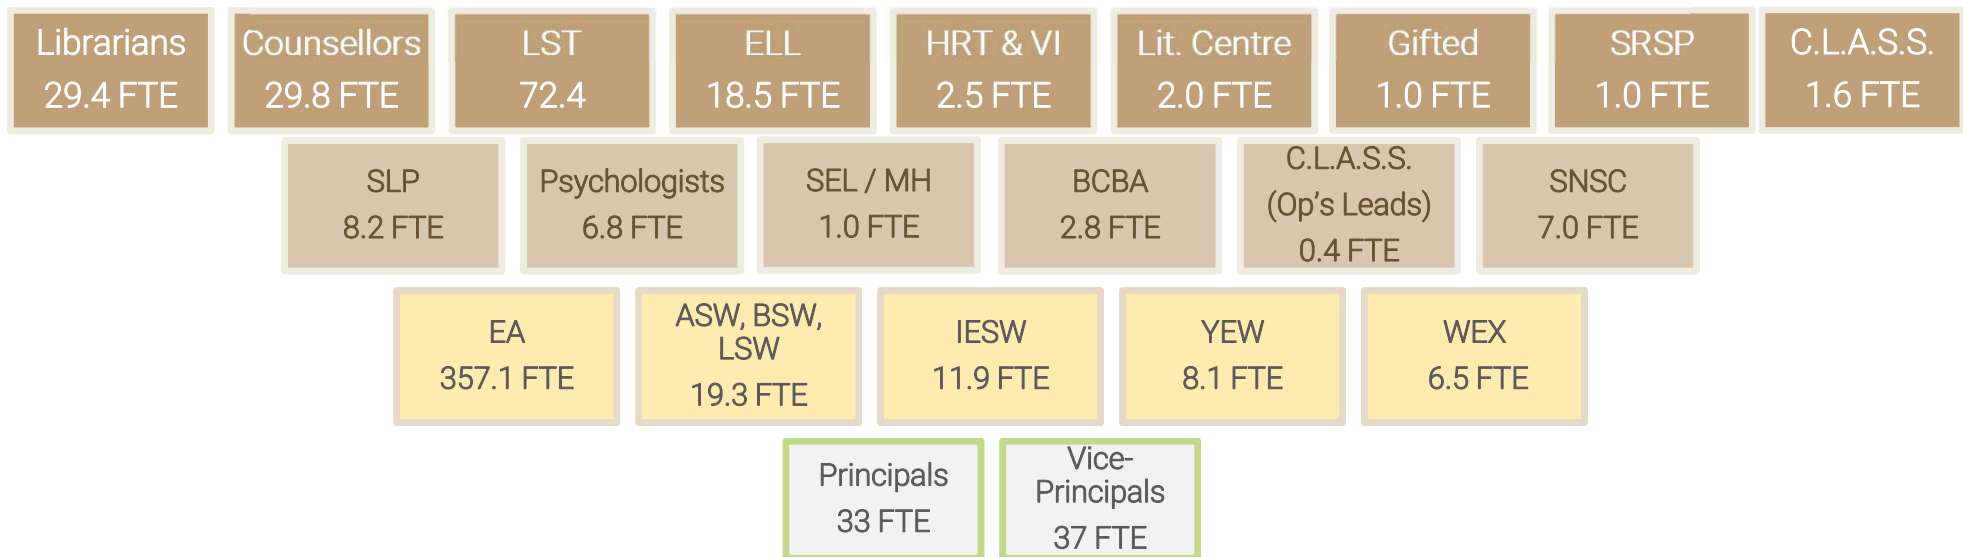 Librarians
29.4 FTE
Counsellors
29.8 FTE
LST
72.4
ELL
18.5 FTE
HRT & VI
2.5 FTE
Lit. Centre
2.0 FTE
Gifted
1.0 FTE
SRSP
1.0 FTE
C.L.A.S.S.
1.6 FTE
SLP
8.2 FTE
Psychologists
6.8 FTE
SEL / MH
1.0 FTE
BCBA
2.8 FTE
C.L.A.S.S.
(Op’s Leads)
0.4 FTE
SNSC
7.0 FTE
EA
357.1 FTE
ASW, BSW,
LSW
19.3 FTE
IESW
11.9 FTE
YEW
8.1 FTE
WEX
6.5 FTE
Principals
33 FTE
Vice-
Principals
37 FTE